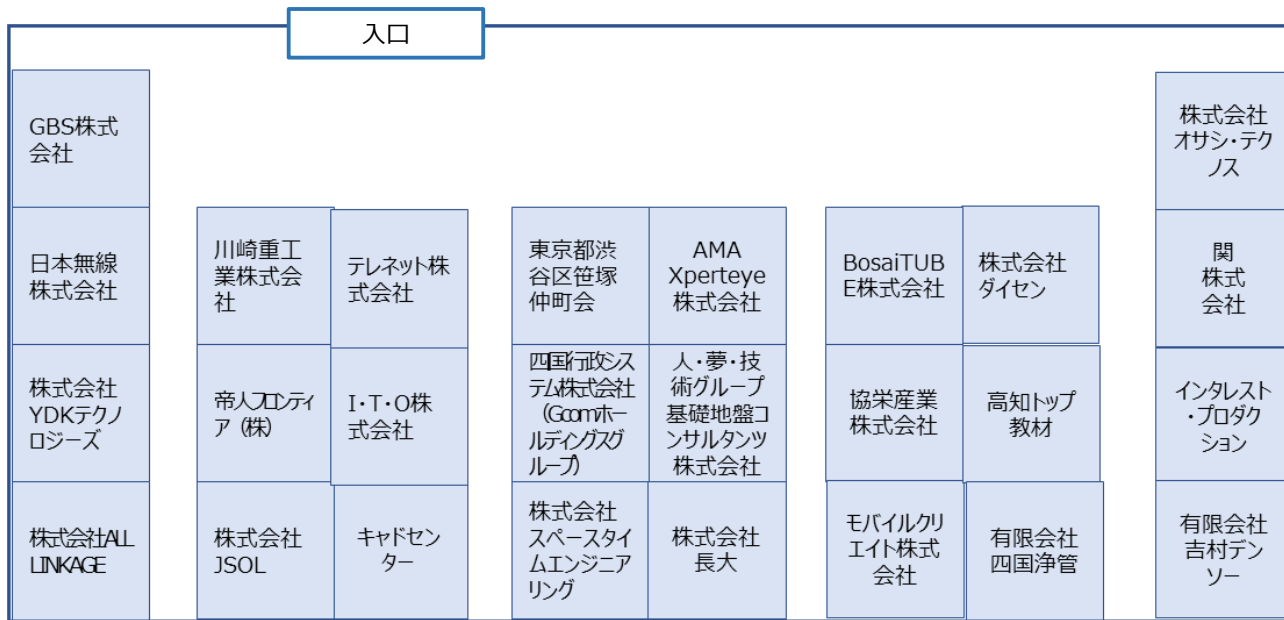 入口
GBS株式
会社
日本無線
株式会社
株式会社
YDKテクノ
ロジーズ
株式会社ALL
LINKAGE
川崎重工
業株式会
社
帝人フロンティ
ア（株）
株式会社
JSOL
テレネット株
式会社
I・T・O株
式会社
キャドセン
ター
東京都渋
谷区笹塚
仲町会
四国行政シス
テム株式会社
（Gcomホー
ルディングスグ
ループ）
株式会社
スペースタイ
ムエンジニア
リング
AMA
Xperteye
株式会社
人・夢・技
術グループ
基礎地盤コ
ンサルタンツ
株式会社
株式会社
長大
BosaiTUB
E株式会社
協栄産業
株式会社
モバイルクリ
エイト株式
会社
株式会社
ダイセン
高知トップ
教材
有限会社
四国浄管
株式会社
オサシ・テク
ノス
関
株式
会社
インタレスト
・プロダク
ション
有限会社
吉村デン
ソー